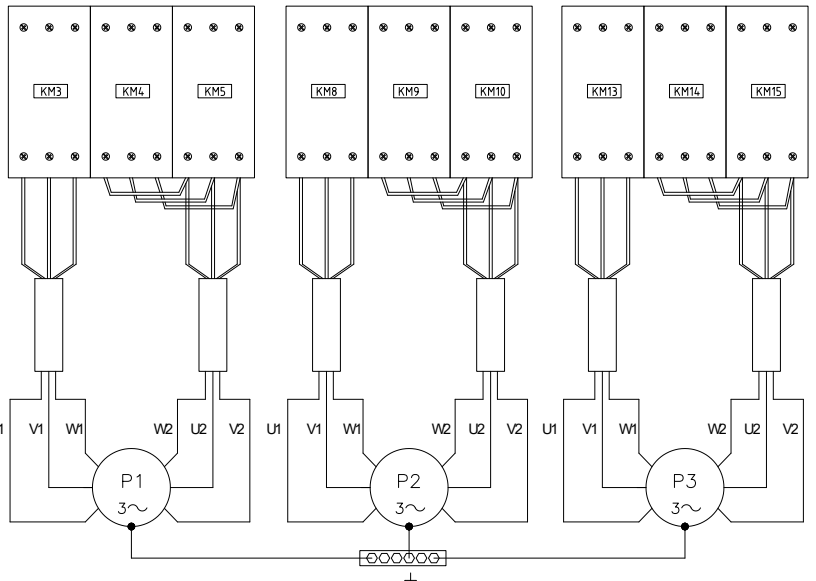 KM3 KM4 KM5 KM8 KM9 KM10 KM13 KM14 KM15
1 V1 W1 W2 U2 V2 U1 V1 W1 W2 U2 V2 U1 V1 W1 W2 U2 V2
P1 P2 P3
3~ 3~ 3~